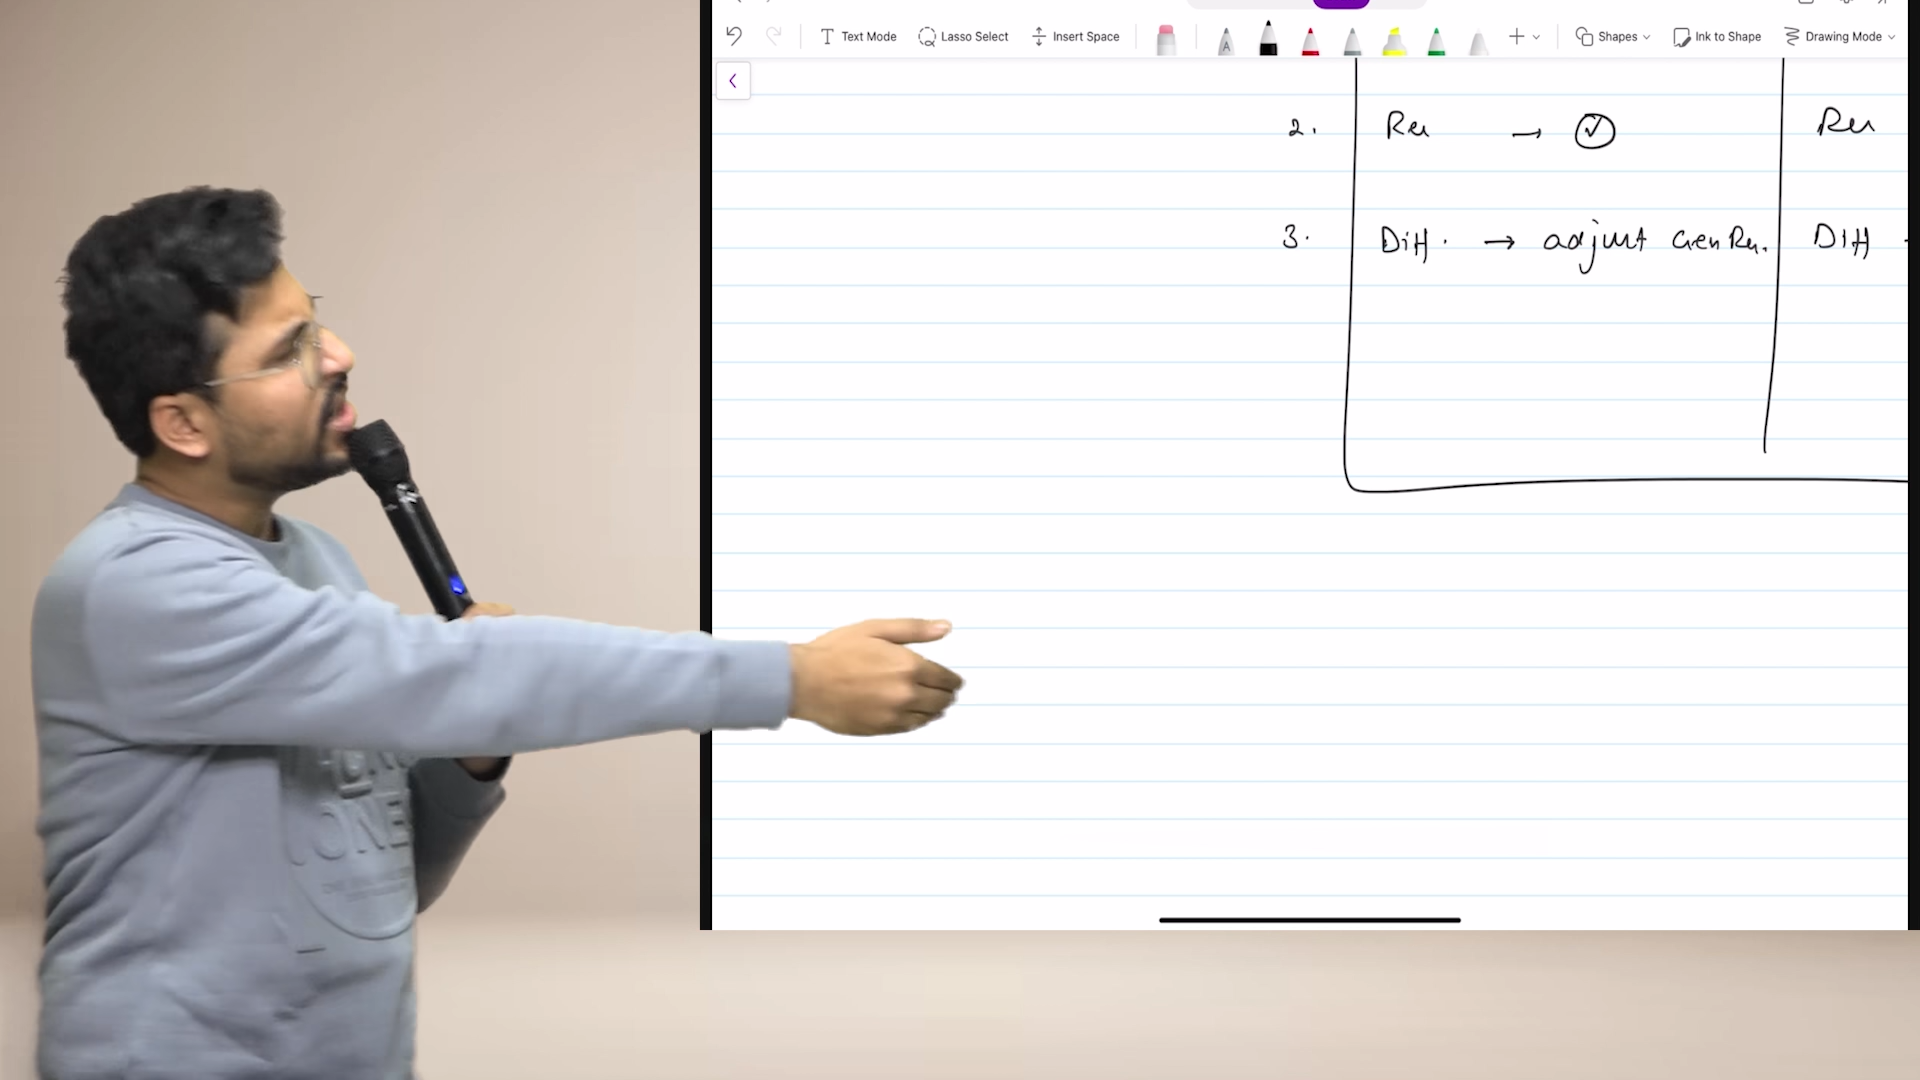 Text Mode Lasso Select Insert Space A Shapes Ink to Shape Drawing Mode
2. Res → Res
3. Diff. → adjust Gen Res. Diff
ONE